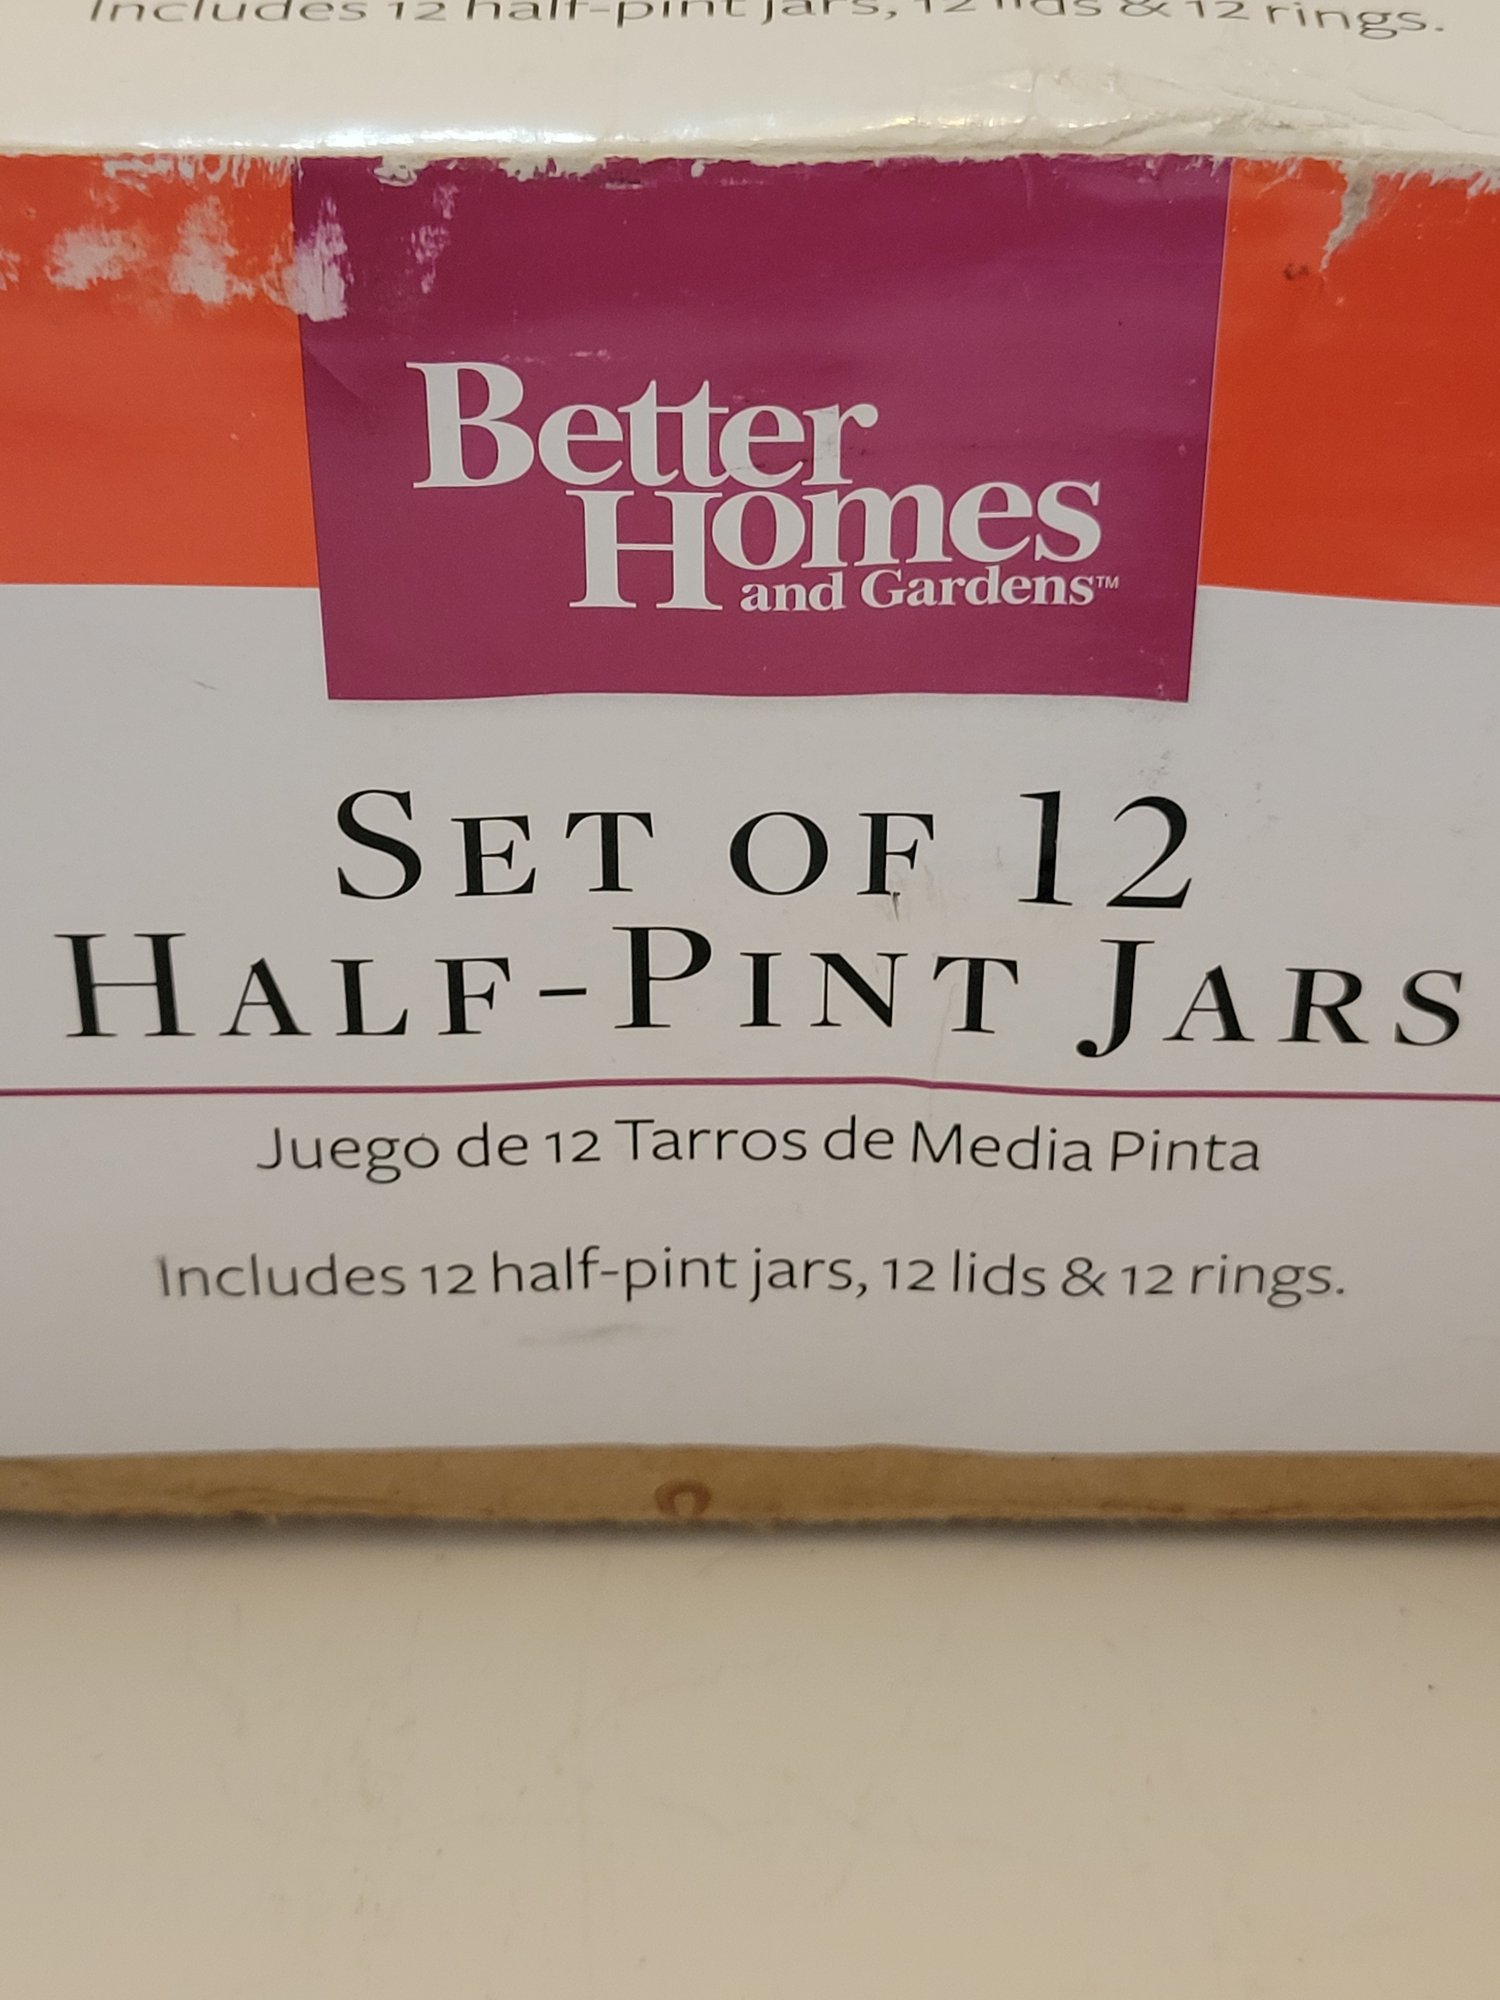 Includes 12 half-pint jars, 12 lids & 12 rings.
Better
Homes
and Gardens™
SET OF 12
HALF-PINT JARS
Juego de 12 Tarros de Media Pinta
Includes 12 half-pint jars, 12 lids & 12 rings.